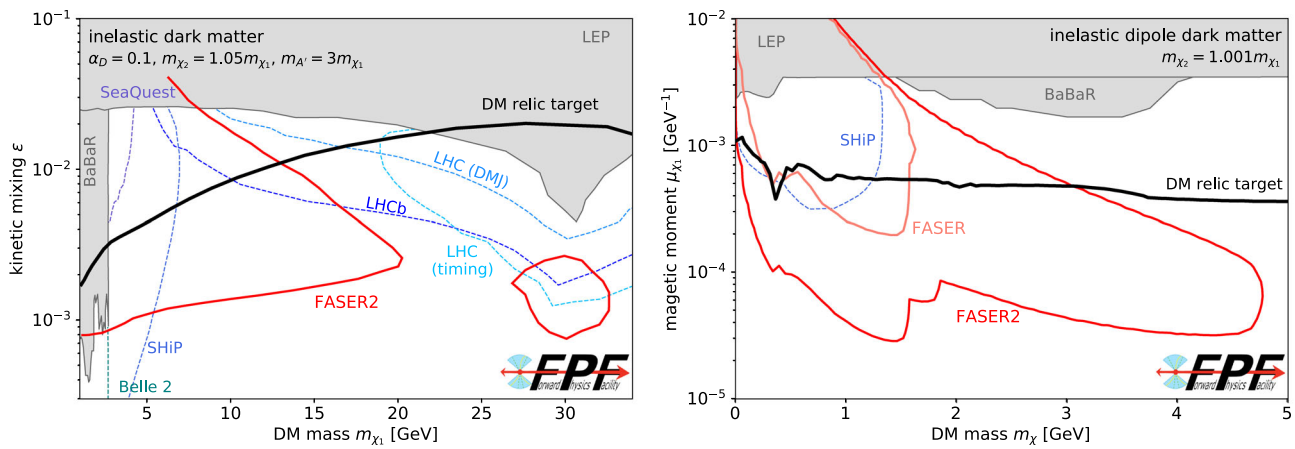 10⁻¹
10⁻²
10⁻³
kinetic mixing ε
inelastic dark matter
α_D = 0.1, m_χ₂ = 1.05m_χ₁, m_A′ = 3m_χ₁
LEP
SeaQuest
DM relic target
BaBaR
LHC (DMJ)
LHCb
LHC
(timing)
FASER2
SHiP
Belle 2
FPF
Forward Physics Facility
5 10 15 20 25 30
DM mass m_χ₁ [GeV]
10⁻²
10⁻³
10⁻⁴
10⁻⁵
magetic moment μ_χ₁ [GeV⁻¹]
LEP
inelastic dipole dark matter
m_χ₂ = 1.001m_χ₁
BaBaR
SHiP
DM relic target
FASER
FASER2
FPF
Forward Physics Facility
0 1 2 3 4 5
DM mass m_χ [GeV]